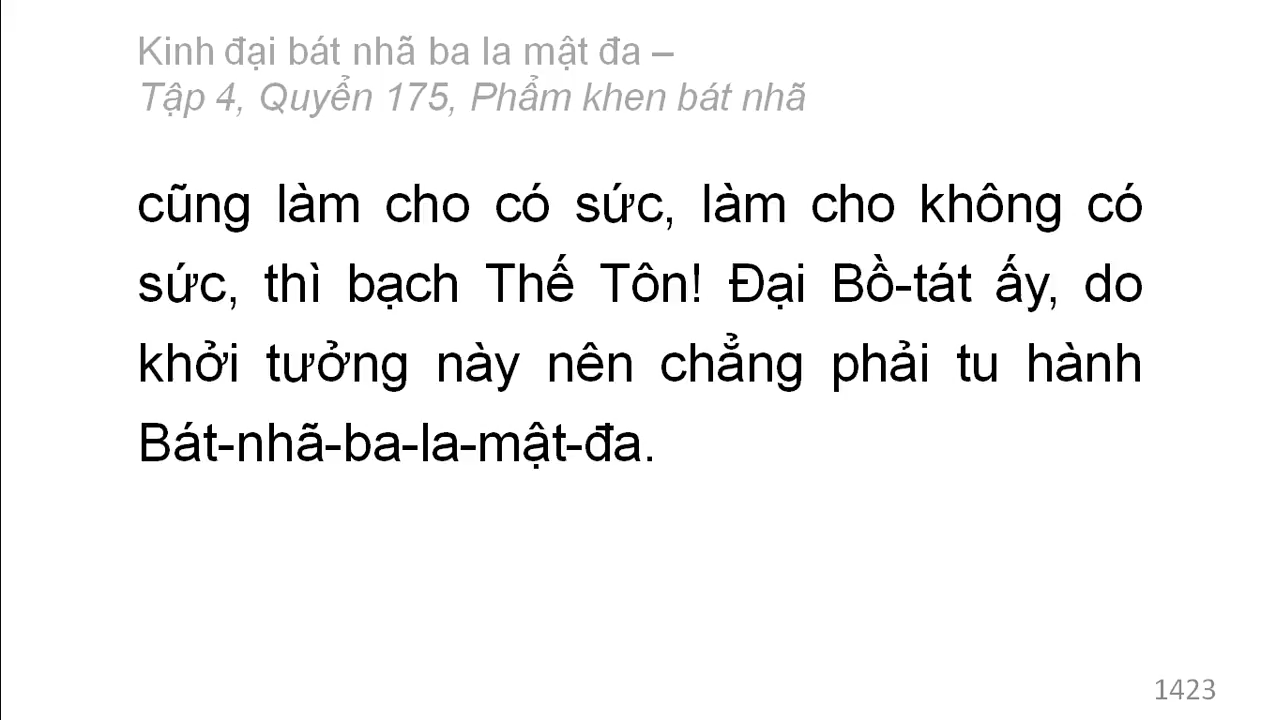 Kinh đại bát nhã ba la mật đa –
Tập 4, Quyển 175, Phẩm khen bát nhã
cũng làm cho có sức, làm cho không có
sức, thì bạch Thế Tôn! Đại Bồ-tát ấy, do
khởi tưởng này nên chẳng phải tu hành
Bát-nhã-ba-la-mật-đa.
1423